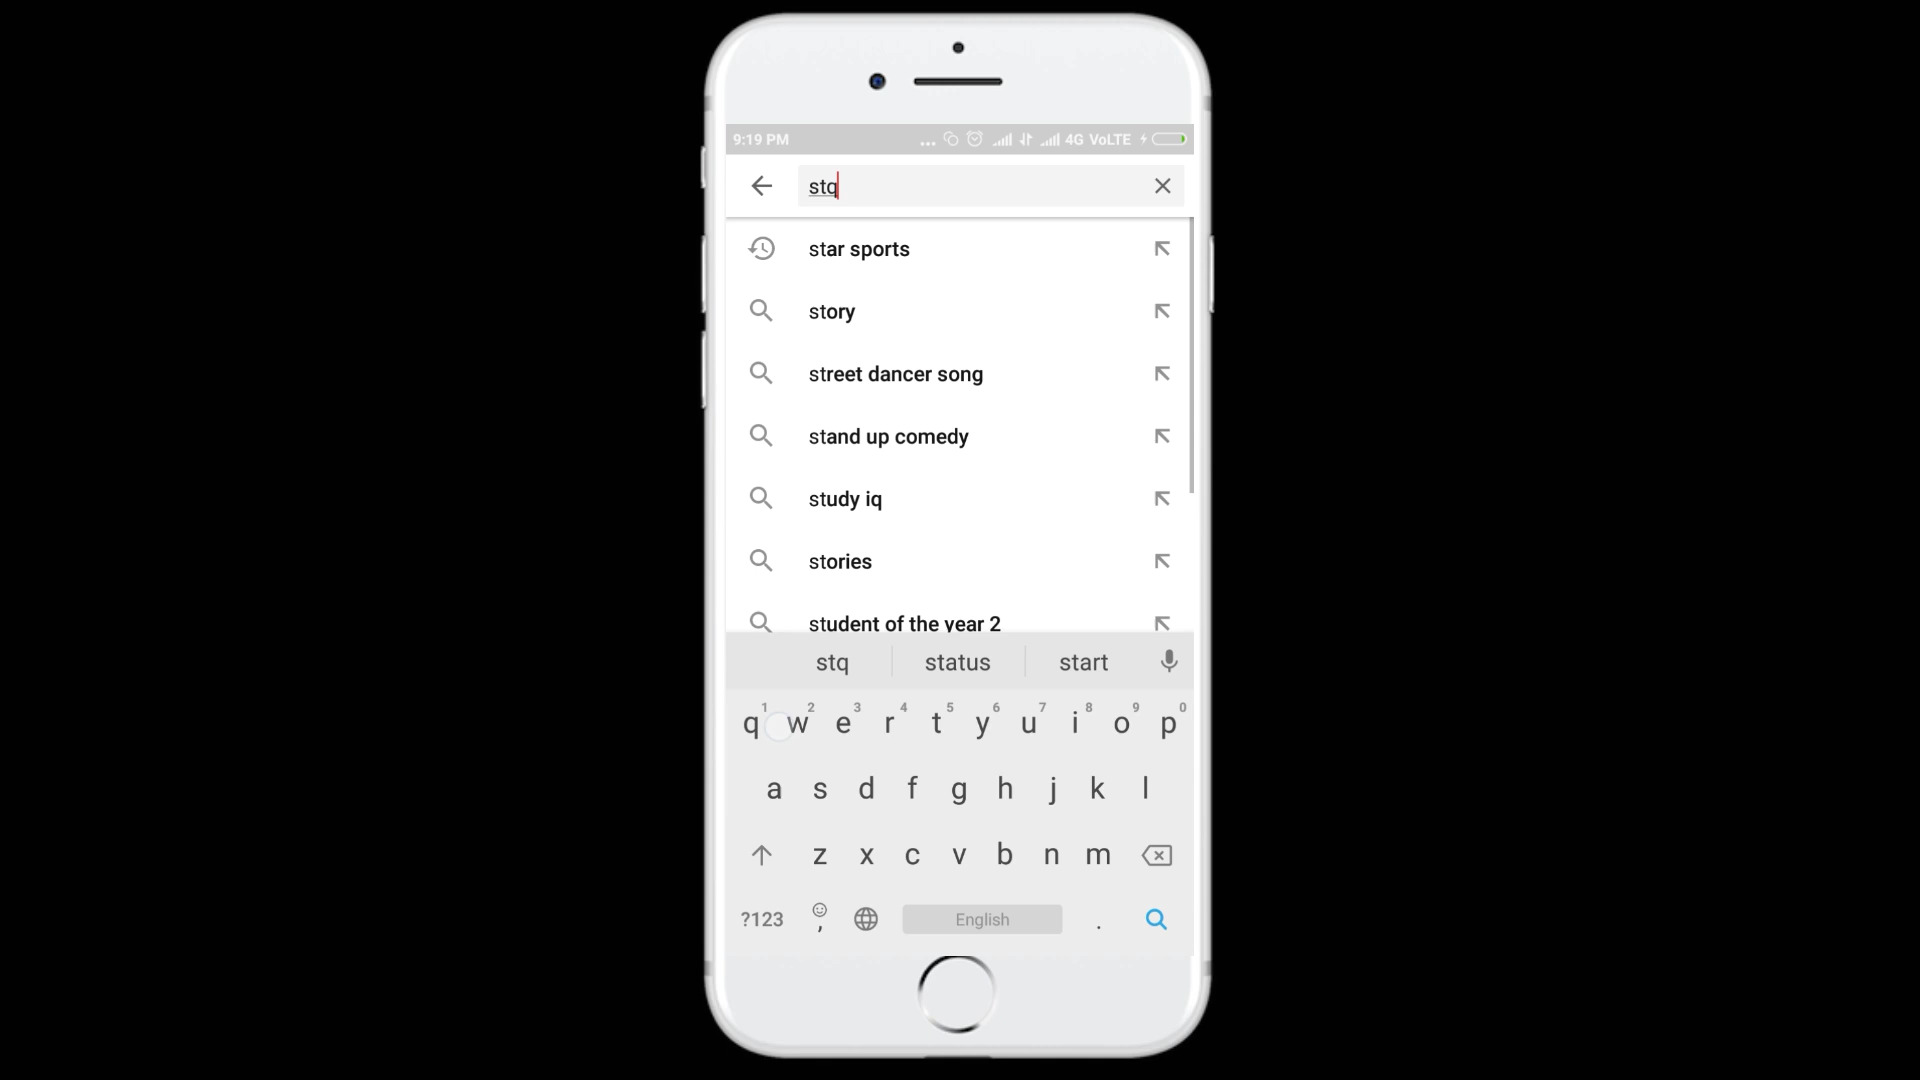 9:19 PM ... 4G VoLTE
stq
star sports
story
street dancer song
stand up comedy
study iq
stories
student of the year 2
stq status start
1 2 3 4 5 6 7 8 9 0
q w e r t y u i o p
a s d f g h j k l
z x c v b n m
?123 , English .